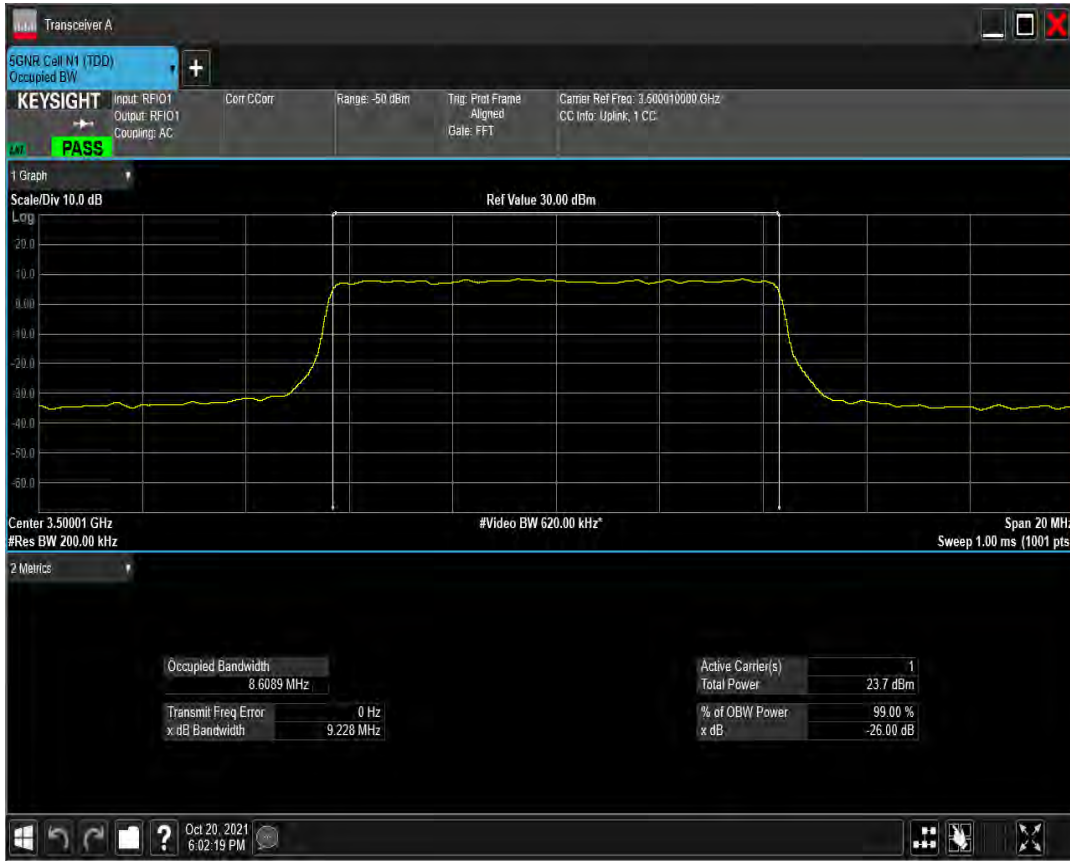 Transceiver A
5GNR Cell N1 (TDD)
Occupied BW
+
KEYSIGHT
Input: RFIO1
Output: RFIO1
Coupling: AC
Corr CCorr
Range: -50 dBm
Trig: Prot Frame
Aligned
Gate: FFT
Carrier Ref Freq: 3.500010000 GHz
CC Info: Uplink, 1 CC
PASS
1 Graph
Scale/Div 10.0 dB
Ref Value 30.00 dBm
Log
20.0
10.0
0.00
-10.0
-20.0
-30.0
-40.0
-50.0
-60.0
Center 3.50001 GHz
#Video BW 620.00 kHz*
Span 20 MHz
#Res BW 200.00 kHz
Sweep 1.00 ms (1001 pts
2 Metrics
Occupied Bandwidth
8.6089 MHz
Transmit Freq Error 0 Hz
x dB Bandwidth 9.228 MHz
Active Carrier(s) 1
Total Power 23.7 dBm
% of OBW Power 99.00 %
x dB -26.00 dB
?
Oct 20, 2021
6:02:19 PM